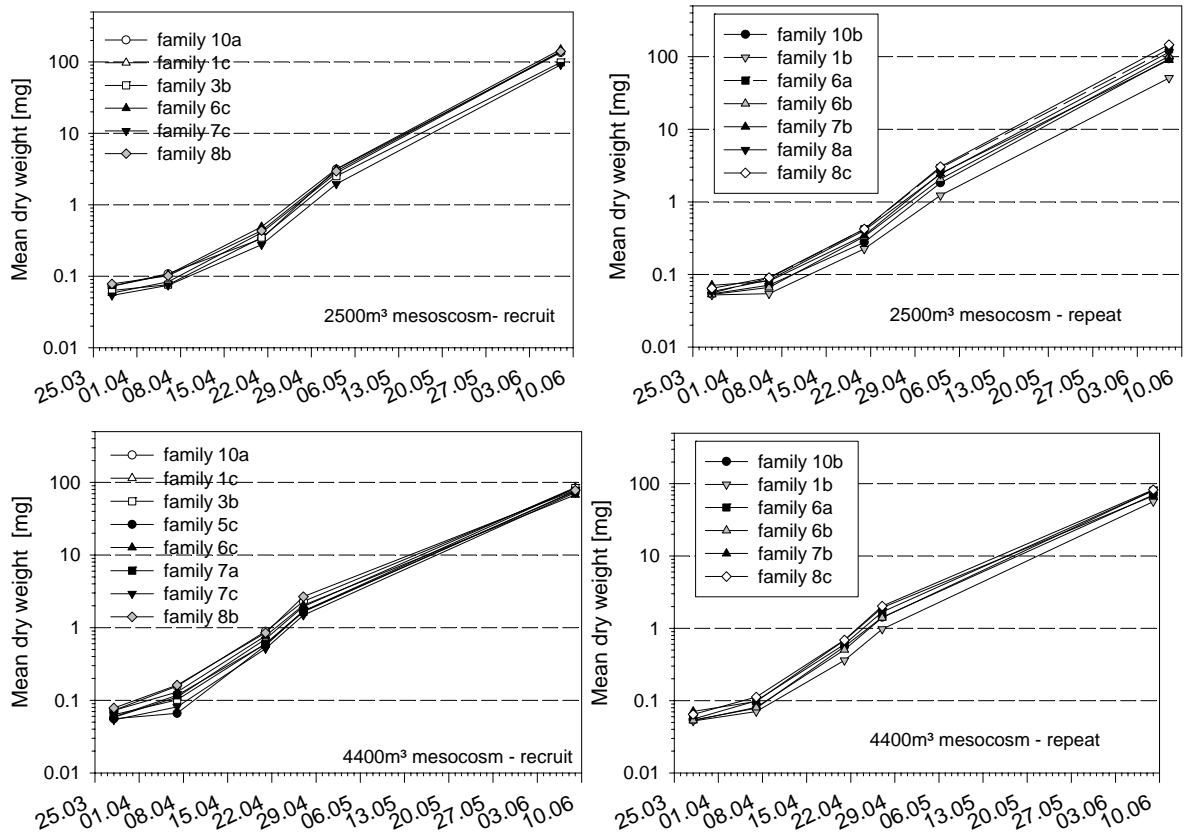 Mean dry weight [mg]
100
10
1
0.1
0.01
family 10a
family 1c
family 3b
family 6c
family 7c
family 8b
2500m³ mesoscosm- recruit
25.03 01.04 08.04 15.04 22.04 29.04 06.05 13.05 20.05 27.05 03.06 10.06
Mean dry weight [mg]
100
10
1
0.1
0.01
family 10b
family 1b
family 6a
family 6b
family 7b
family 8a
family 8c
2500m³ mesocosm - repeat
25.03 01.04 08.04 15.04 22.04 29.04 06.05 13.05 20.05 27.05 03.06 10.06
Mean dry weight [mg]
100
10
1
0.1
0.01
family 10a
family 1c
family 3b
family 5c
family 6c
family 7a
family 7c
family 8b
4400m³ mesocosm - recruit
25.03 01.04 08.04 15.04 22.04 29.04 06.05 13.05 20.05 27.05 03.06 10.06
Mean dry weight [mg]
100
10
1
0.1
0.01
family 10b
family 1b
family 6a
family 6b
family 7b
family 8c
4400m³ mesocosm - repeat
25.03 01.04 08.04 15.04 22.04 29.04 06.05 13.05 20.05 27.05 03.06 10.06